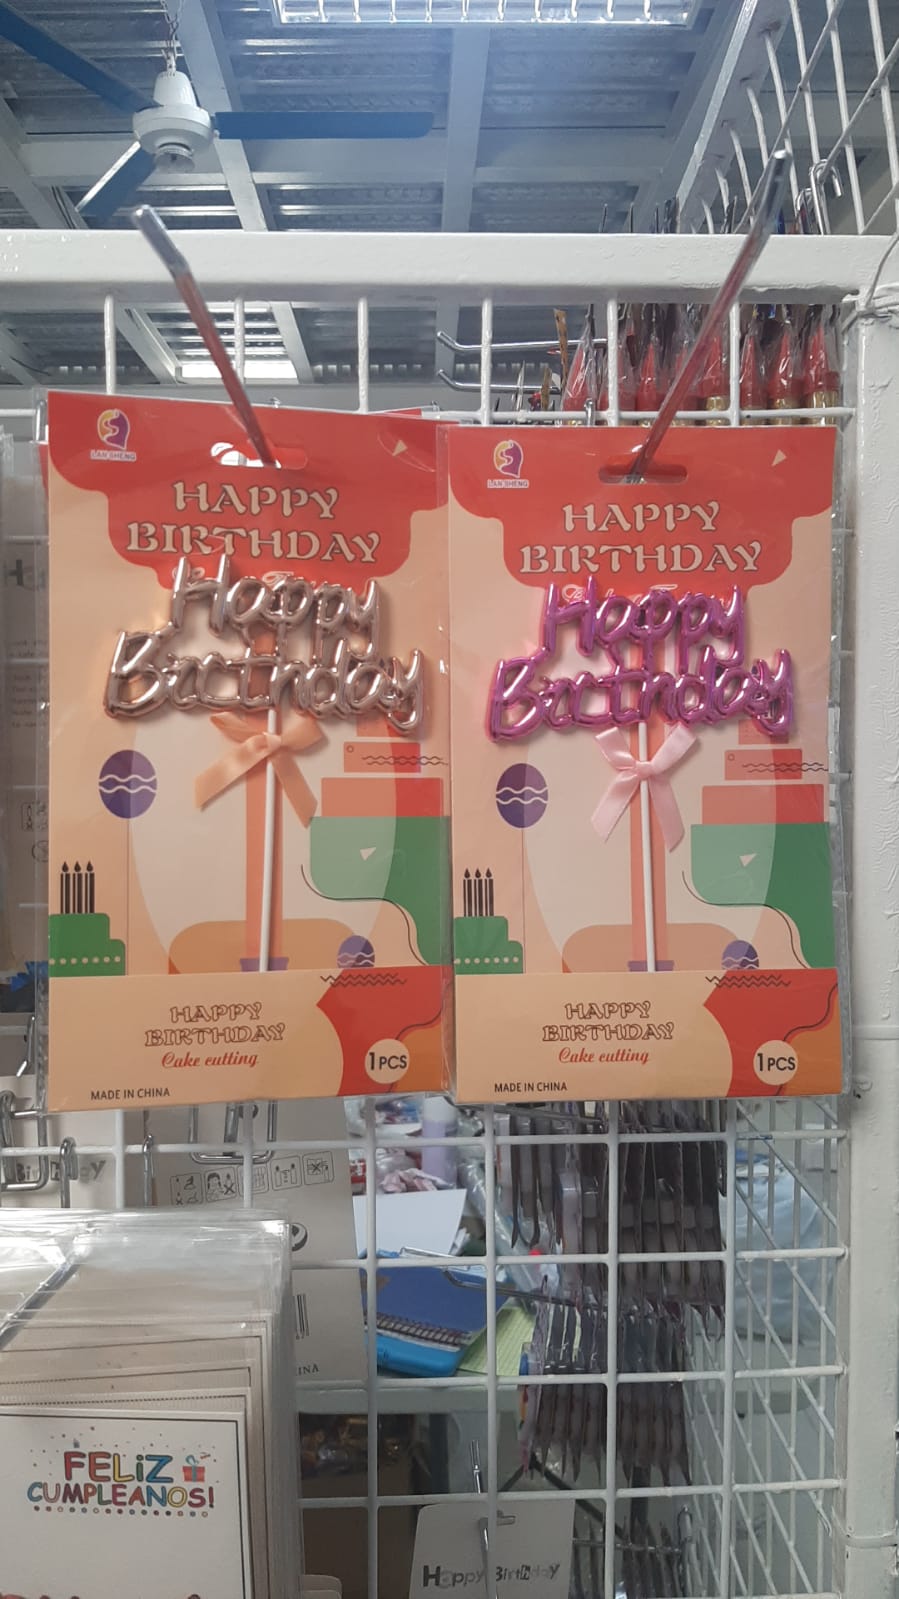 LAN SHENG
HAPPY
BIRTHDAY
Happy
Birthday
HAPPY
BIRTHDAY
Cake cutting
1PCS
MADE IN CHINA
LAN SHENG
HAPPY
BIRTHDAY
Happy
Birthday
HAPPY
BIRTHDAY
Cake cutting
1PCS
MADE IN CHINA
FELiZ
CUMPLEAÑOS!
Happy Birthday